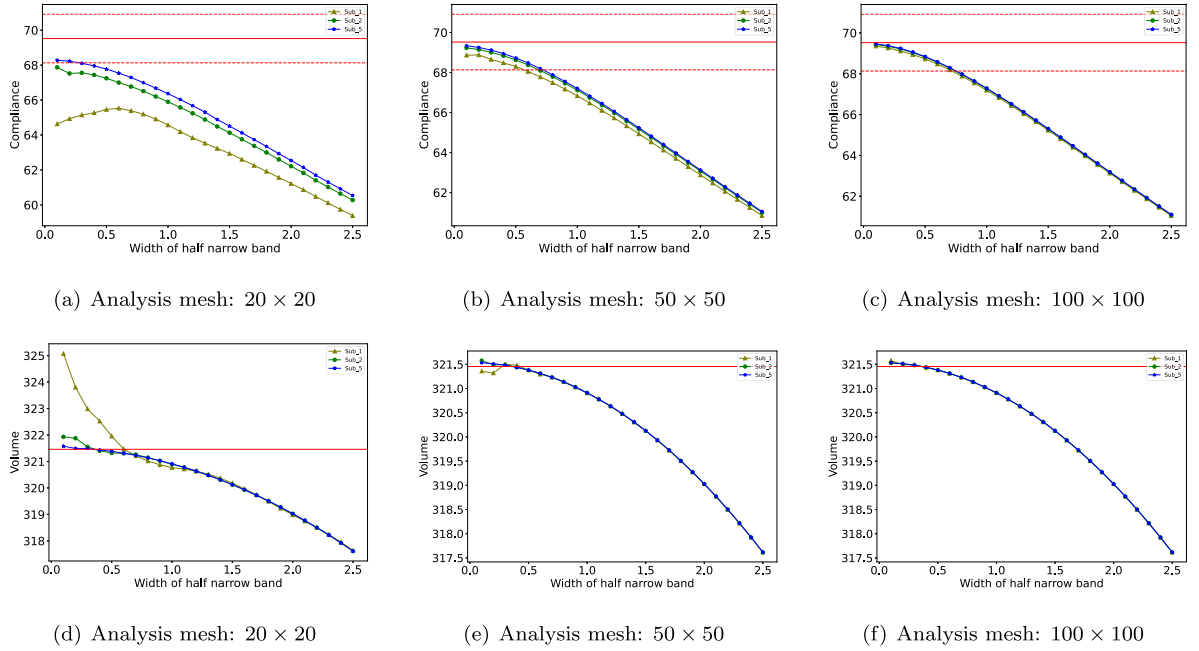 70
68
66
64
62
60
Compliance
0.0 0.5 1.0 1.5 2.0 2.5
Width of half narrow band
Sub_1
Sub_2
Sub_5
(a) Analysis mesh: 20 × 20
70
68
66
64
62
Compliance
0.0 0.5 1.0 1.5 2.0 2.5
Width of half narrow band
Sub_1
Sub_2
Sub_5
(b) Analysis mesh: 50 × 50
70
68
66
64
62
Compliance
0.0 0.5 1.0 1.5 2.0 2.5
Width of half narrow band
Sub_1
Sub_2
Sub_5
(c) Analysis mesh: 100 × 100
325
324
323
322
321
320
319
318
Volume
0.0 0.5 1.0 1.5 2.0 2.5
Width of half narrow band
Sub_1
Sub_2
Sub_5
(d) Analysis mesh: 20 × 20
321.5
321.0
320.5
320.0
319.5
319.0
318.5
318.0
317.5
Volume
0.0 0.5 1.0 1.5 2.0 2.5
Width of half narrow band
Sub_1
Sub_2
Sub_5
(e) Analysis mesh: 50 × 50
321.5
321.0
320.5
320.0
319.5
319.0
318.5
318.0
317.5
Volume
0.0 0.5 1.0 1.5 2.0 2.5
Width of half narrow band
Sub_1
Sub_2
Sub_5
(f) Analysis mesh: 100 × 100